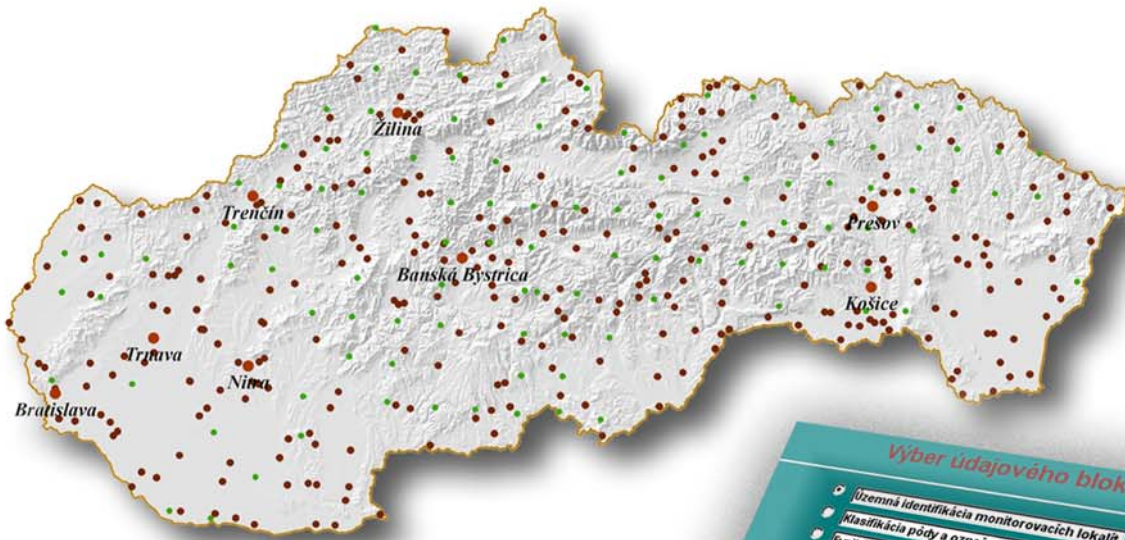 Žilina
Trenčín
Prešov
Banská Bystrica
Košice
Trnava
Nitra
Bratislava
Výber údajového blok
Územná identifikácia monitorovacích lokalít
Klasifikácia pôdy a